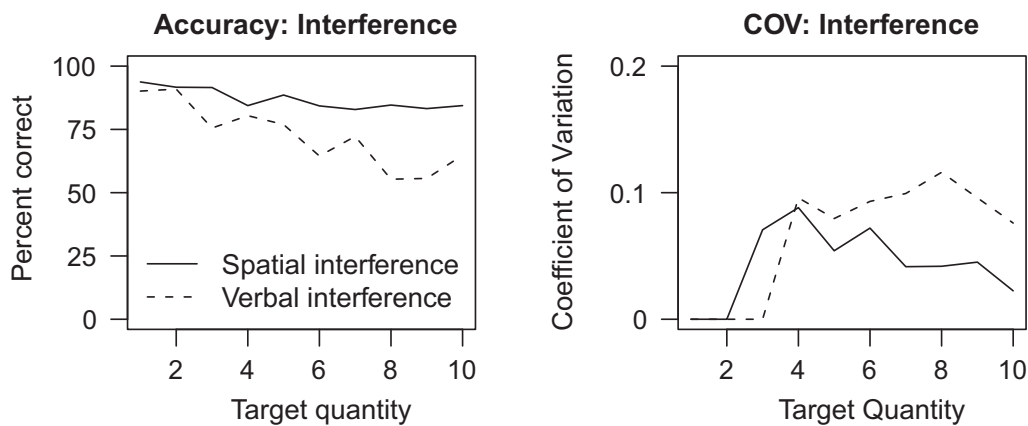 Accuracy: Interference
Percent correct
100
75
50
25
0
Spatial interference
Verbal interference
2 4 6 8 10
Target quantity
COV: Interference
Coefficient of Variation
0.2
0.1
0
2 4 6 8 10
Target Quantity